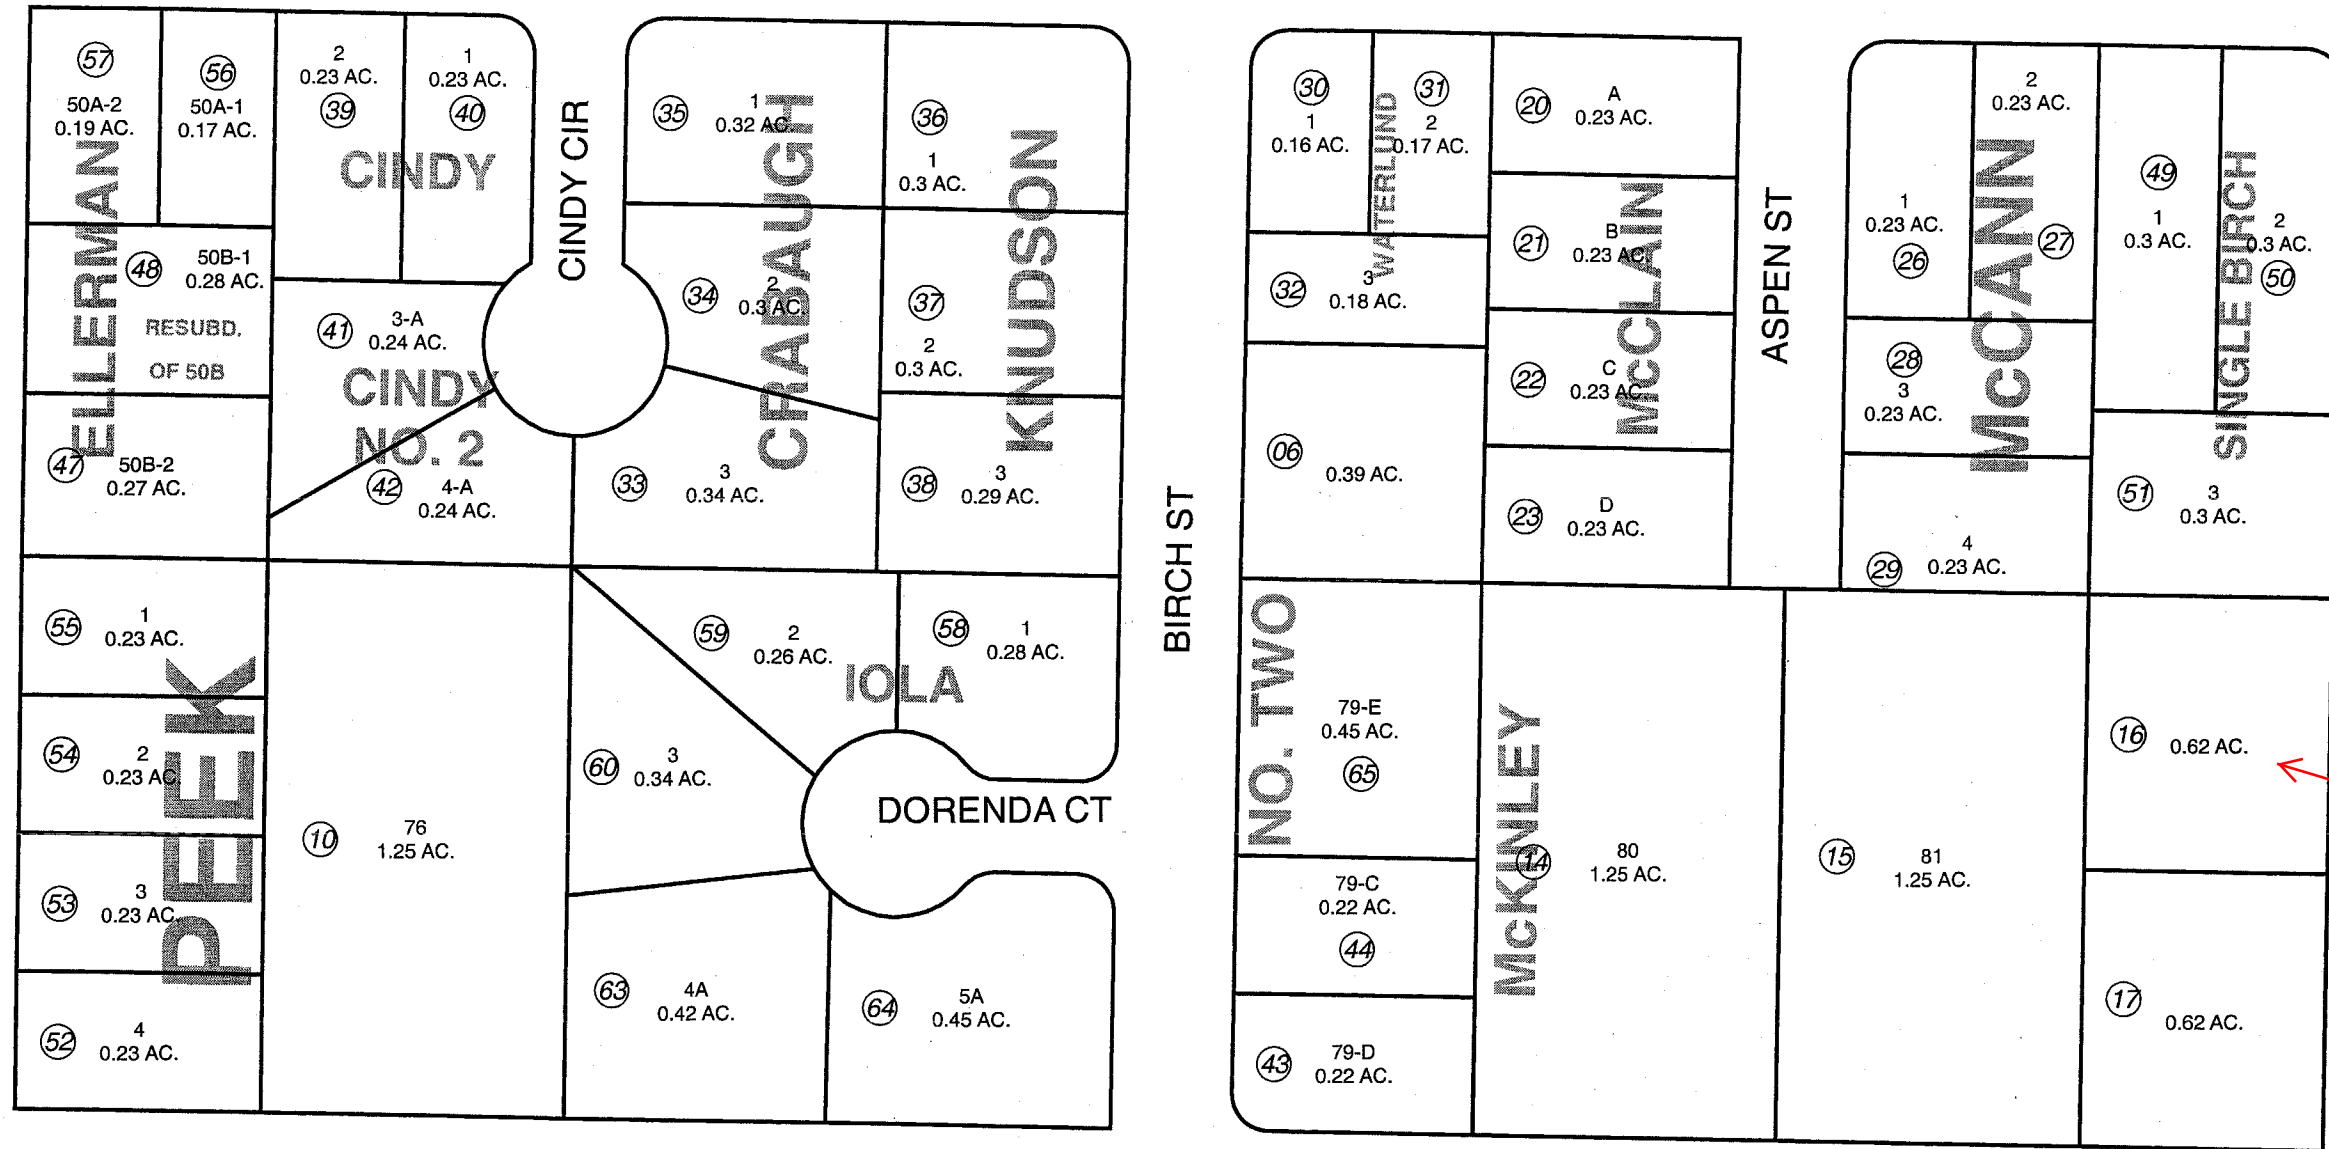 57
50A-2
0.19 AC.
56
50A-1
0.17 AC.
2
0.23 AC.
39
1
0.23 AC.
40
CINDY
ELLERMAN
48
50B-1
0.28 AC.
RESUBD.
OF 50B
41
3-A
0.24 AC.
CINDY
NO. 2
47
50B-2
0.27 AC.
42
4-A
0.24 AC.
CINDY CIR
35
1
0.32 AC.
36
1
0.3 AC.
34
2
0.3 AC.
CRABAUGH
37
2
0.3 AC.
KNUDSON
33
3
0.34 AC.
38
3
0.29 AC.
55
1
0.23 AC.
54
2
0.23 AC.
PEEK
53
3
0.23 AC.
52
4
0.23 AC.
10
76
1.25 AC.
59
2
0.26 AC.
58
1
0.28 AC.
IOLA
60
3
0.34 AC.
DORENDA CT
63
4A
0.42 AC.
64
5A
0.45 AC.
BIRCH ST
30
1
0.16 AC.
31
2
0.17 AC.
WATERLUND
32
3
0.18 AC.
06
0.39 AC.
20
A
0.23 AC.
21
B
0.23 AC.
McCLAIN
22
C
0.23 AC.
23
D
0.23 AC.
ASPEN ST
1
0.23 AC.
26
2
0.23 AC.
27
McCANN
28
3
0.23 AC.
4
0.23 AC.
29
49
1
0.3 AC.
SINGLE BIRCH
2
0.3 AC.
50
51
3
0.3 AC.
NO. TWO
79-E
0.45 AC.
65
79-C
0.22 AC.
44
43
79-D
0.22 AC.
McKINLEY
14
80
1.25 AC.
15
81
1.25 AC.
16
0.62 AC.
17
0.62 AC.